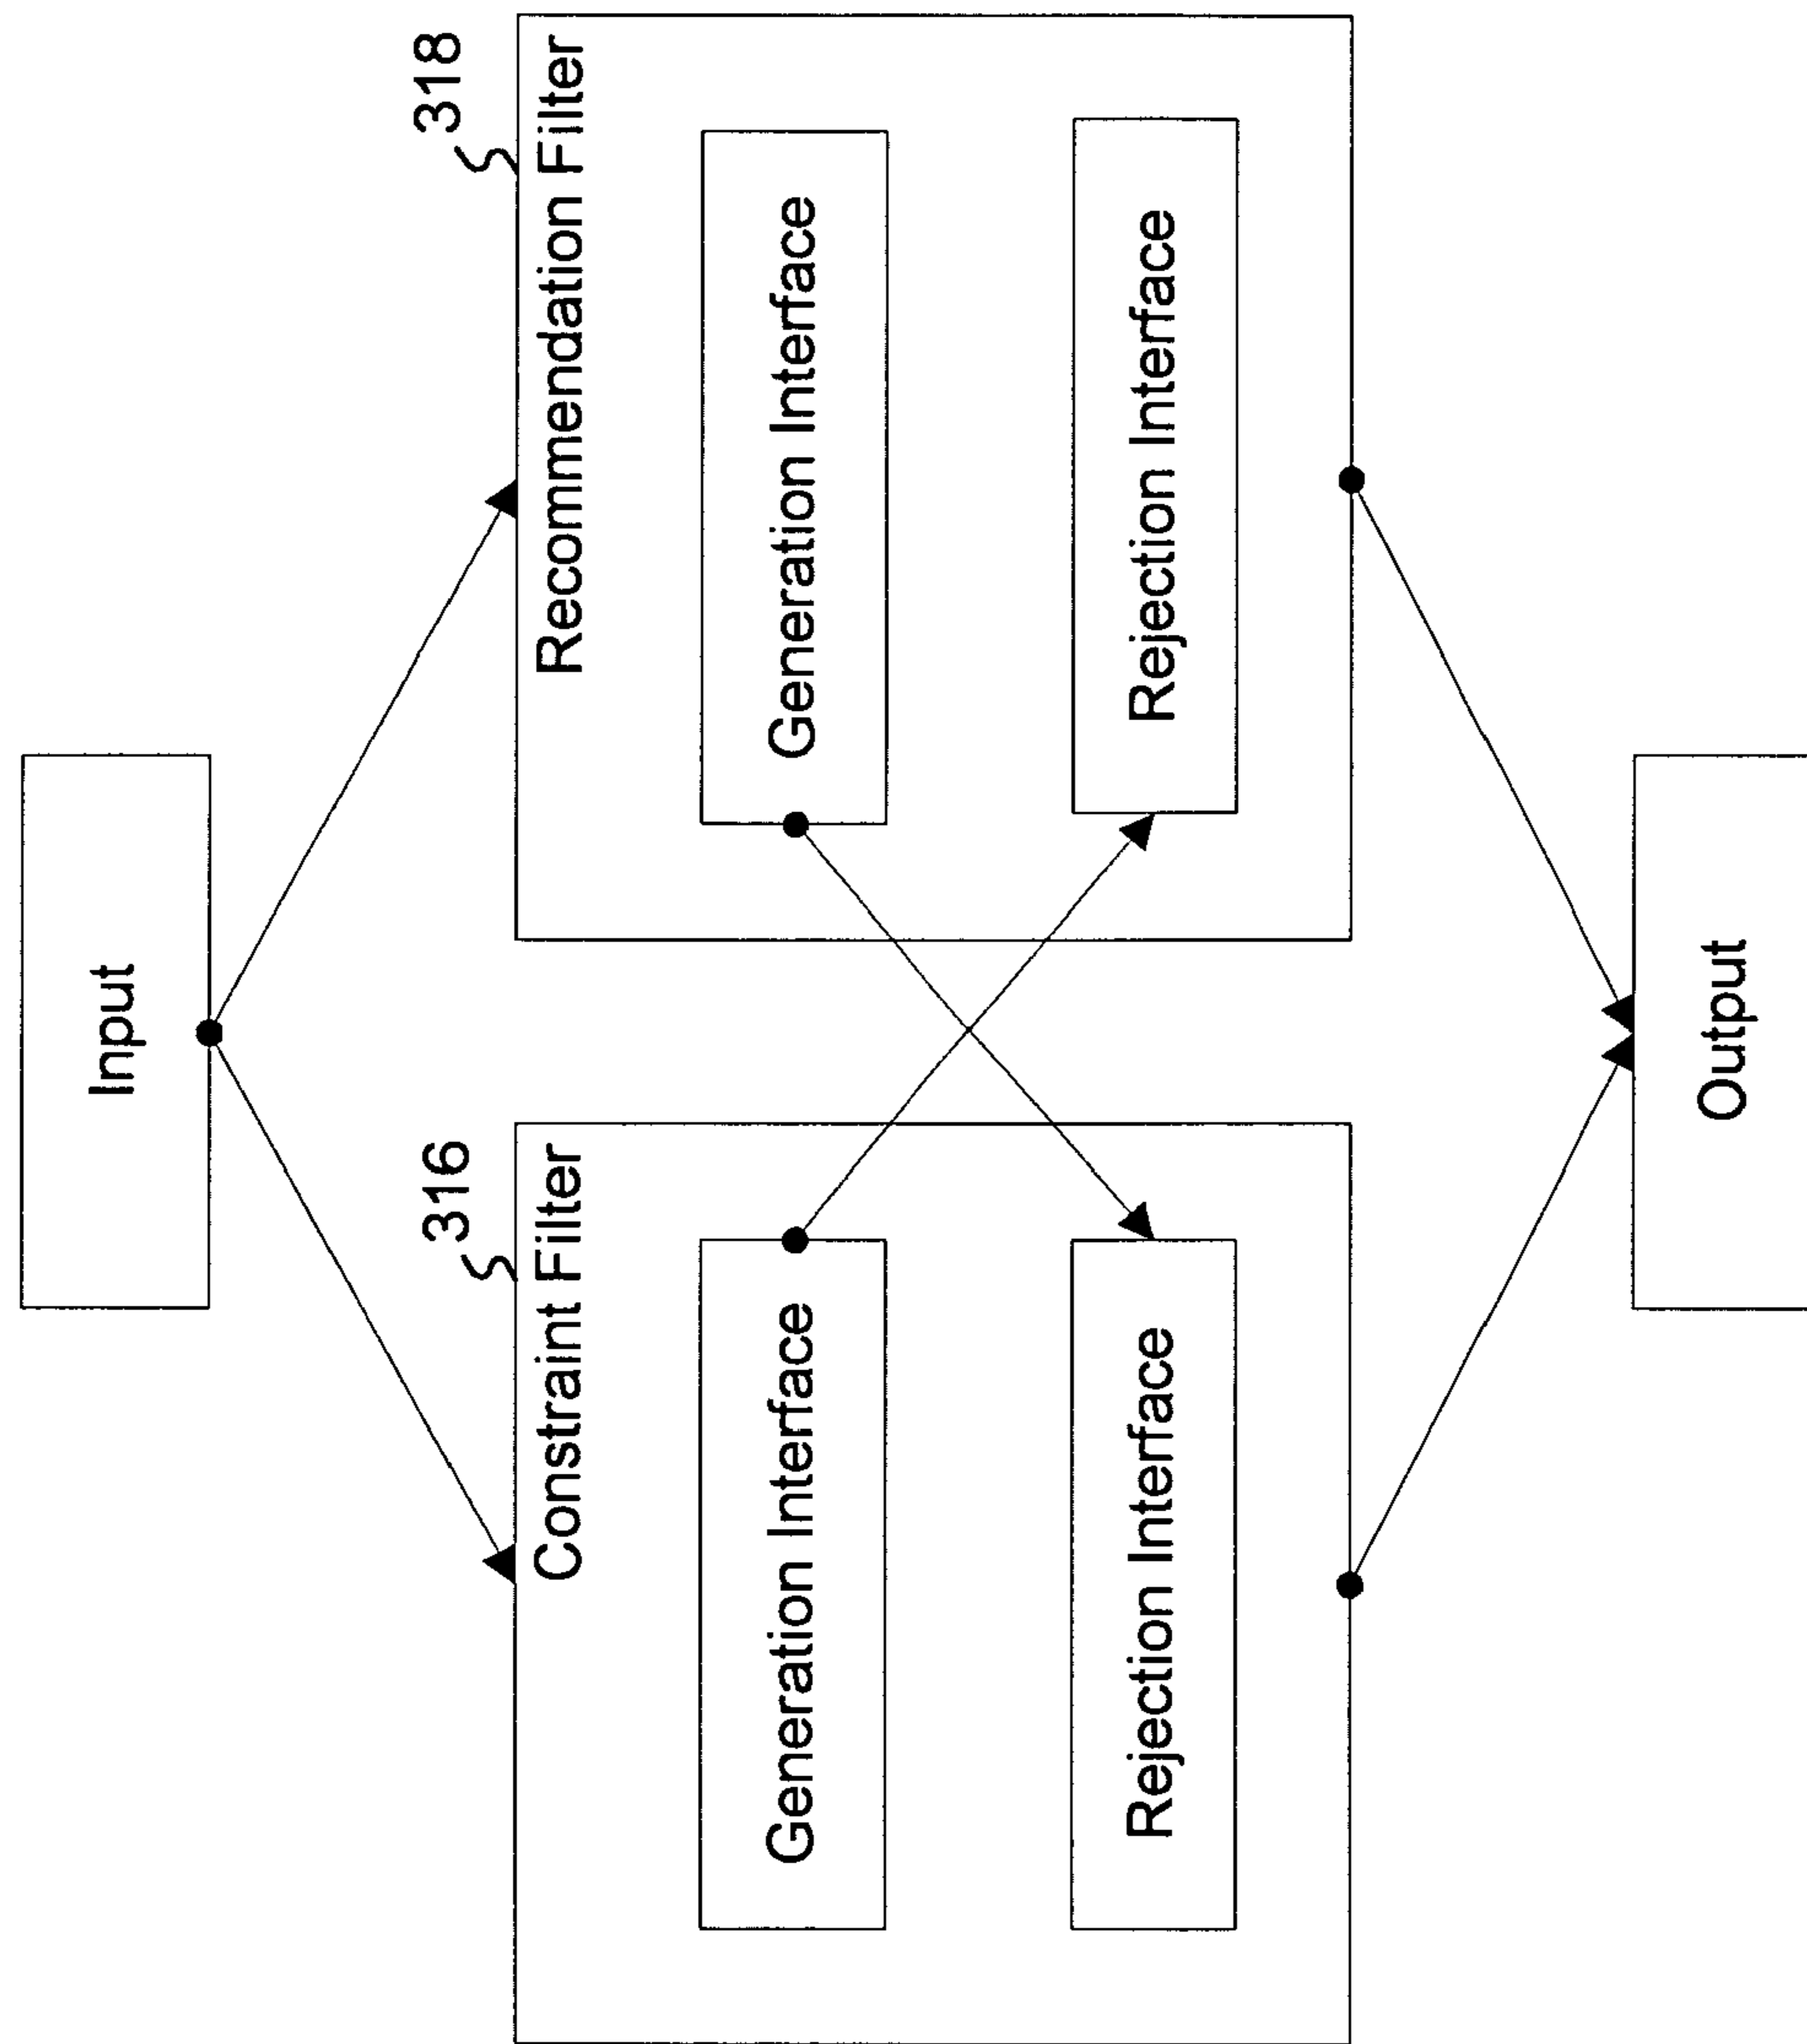 Input
316
Constraint Filter
Generation Interface
Rejection Interface
318
Recommendation Filter
Generation Interface
Rejection Interface
Output